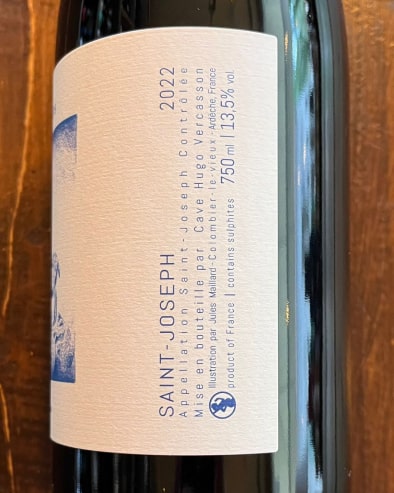 SAINT-JOSEPH 2022
Appellation Saint-Joseph Contrôlée
Mise en bouteille par Cave Hugo Vercasson
Illustration par Jules Maillard-Colombier-le-vieux-Ardèche, France
product of France | contains sulphites 750 ml | 13,5% vol